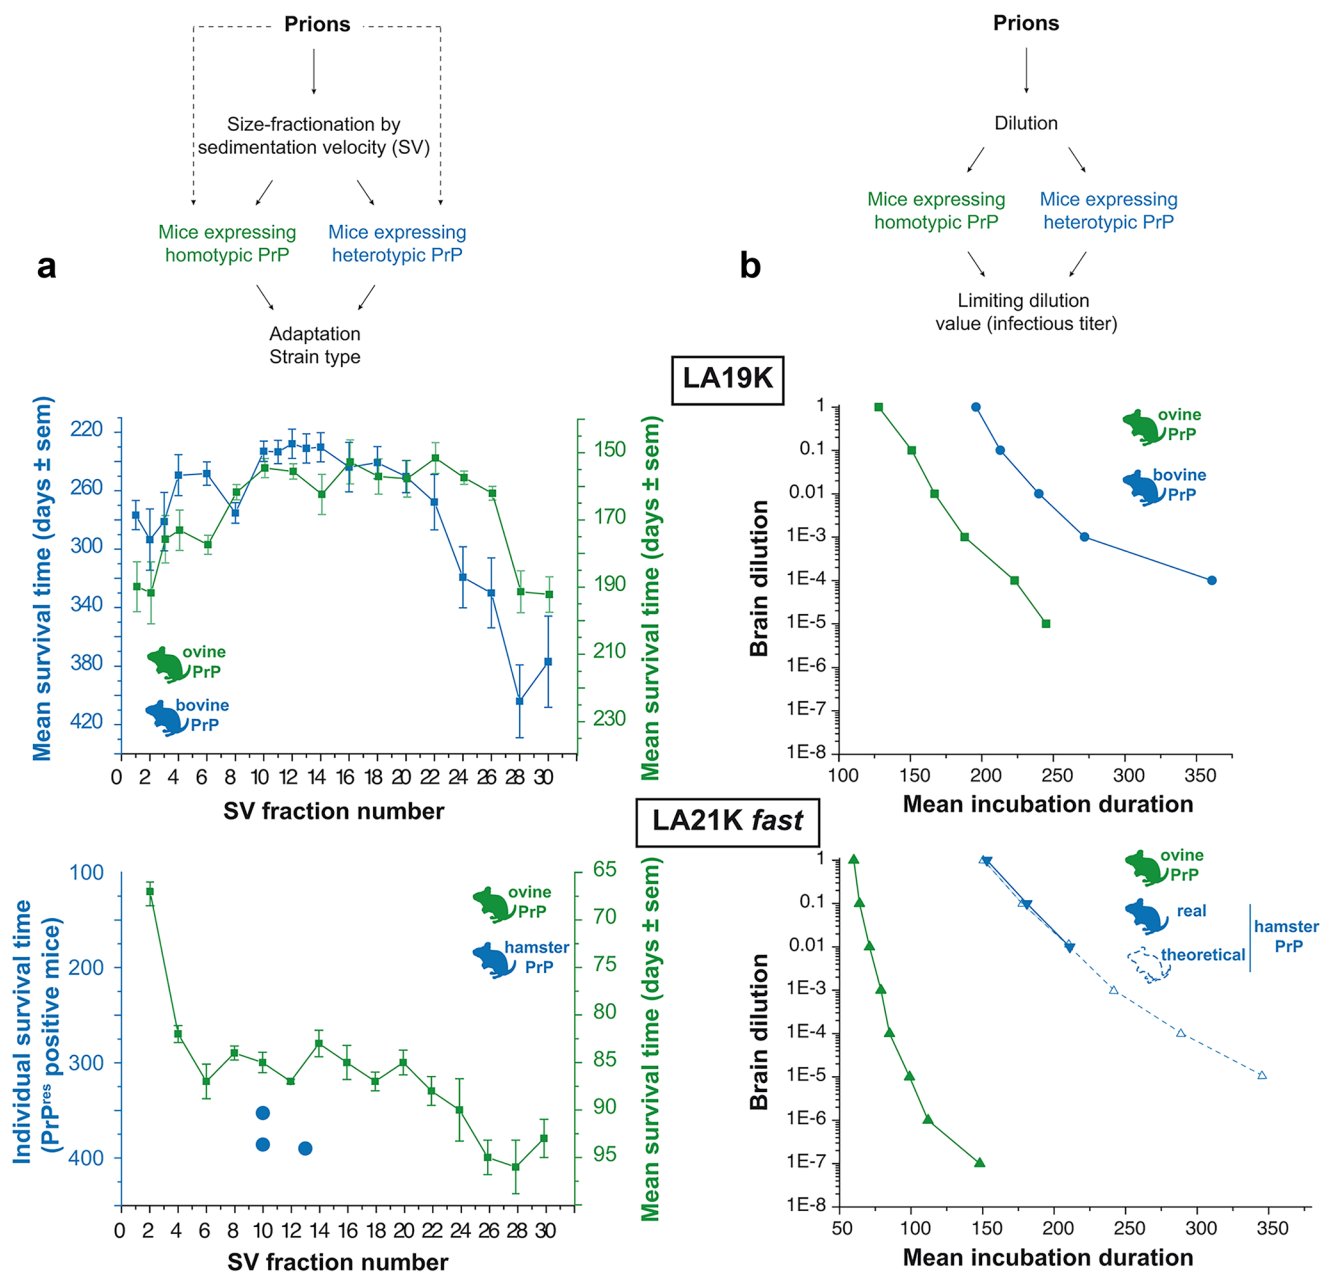 Prions
Size-fractionation by
sedimentation velocity (SV)
Mice expressing
homotypic PrP
Mice expressing
heterotypic PrP
Adaptation
Strain type
a
Prions
Dilution
Mice expressing
homotypic PrP
Mice expressing
heterotypic PrP
Limiting dilution
value (infectious titer)
b
LA19K
Mean survival time (days ± sem)
220
260
300
340
380
420
ovine
PrP
bovine
PrP
0 2 4 6 8 10 12 14 16 18 20 22 24 26 28 30
SV fraction number
150
170
190
210
230
Mean survival time (days ± sem)
Brain dilution
1
0.1
0.01
1E-3
1E-4
1E-5
1E-6
1E-7
1E-8
100 150 200 250 300 350
Mean incubation duration
ovine
PrP
bovine
PrP
LA21K fast
Individual survival time
(PrPres positive mice)
100
200
300
400
ovine
PrP
hamster
PrP
0 2 4 6 8 10 12 14 16 18 20 22 24 26 28 30
SV fraction number
65
70
75
80
85
90
95
Mean survival time (days ± sem)
Brain dilution
1
0.1
0.01
1E-3
1E-4
1E-5
1E-6
1E-7
1E-8
50 100 150 200 250 300 350
Mean incubation duration
ovine
PrP
real
theoretical
hamster
PrP